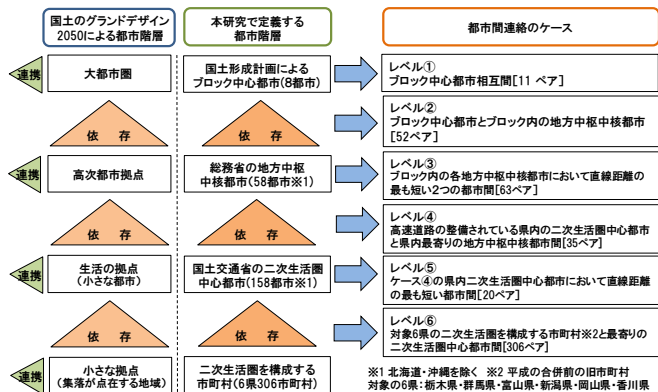 国土のグランドデザイン
2050による都市階層
本研究で定義する
都市階層
都市間連絡のケース
連携
大都市圏
国土形成計画による
ブロック中心都市(8都市)
レベル①
ブロック中心都市相互間[11 ペア]
依 存
依 存
レベル②
ブロック中心都市とブロック内の地方中枢中核都市
[52ペア]
連携
高次都市拠点
総務省の地方中枢
中核都市(58都市※1)
レベル③
ブロック内の各地方中枢中核都市において直線距離の
最も短い2つの都市間[63ペア]
依 存
依 存
レベル④
高速道路の整備されている県内の二次生活圏中心都市
と県内最寄りの地方中枢中核都市間[35ペア]
連携
生活の拠点
(小さな都市)
国土交通省の二次生活圏
中心都市(158都市※1)
レベル⑤
ケース④の県内二次生活圏中心都市において直線距離
の最も短い都市間[20ペア]
依 存
依 存
レベル⑥
対象6県の二次生活圏を構成する市町村※2と最寄りの
二次生活圏中心都市間[306ペア]
連携
小さな拠点
(集落が点在する地域)
二次生活圏を構成する
市町村(6県306市町村)
※1 北海道・沖縄を除く ※2 平成の合併前の旧市町村
対象の6県:栃木県・群馬県・富山県・新潟県・岡山県・香川県